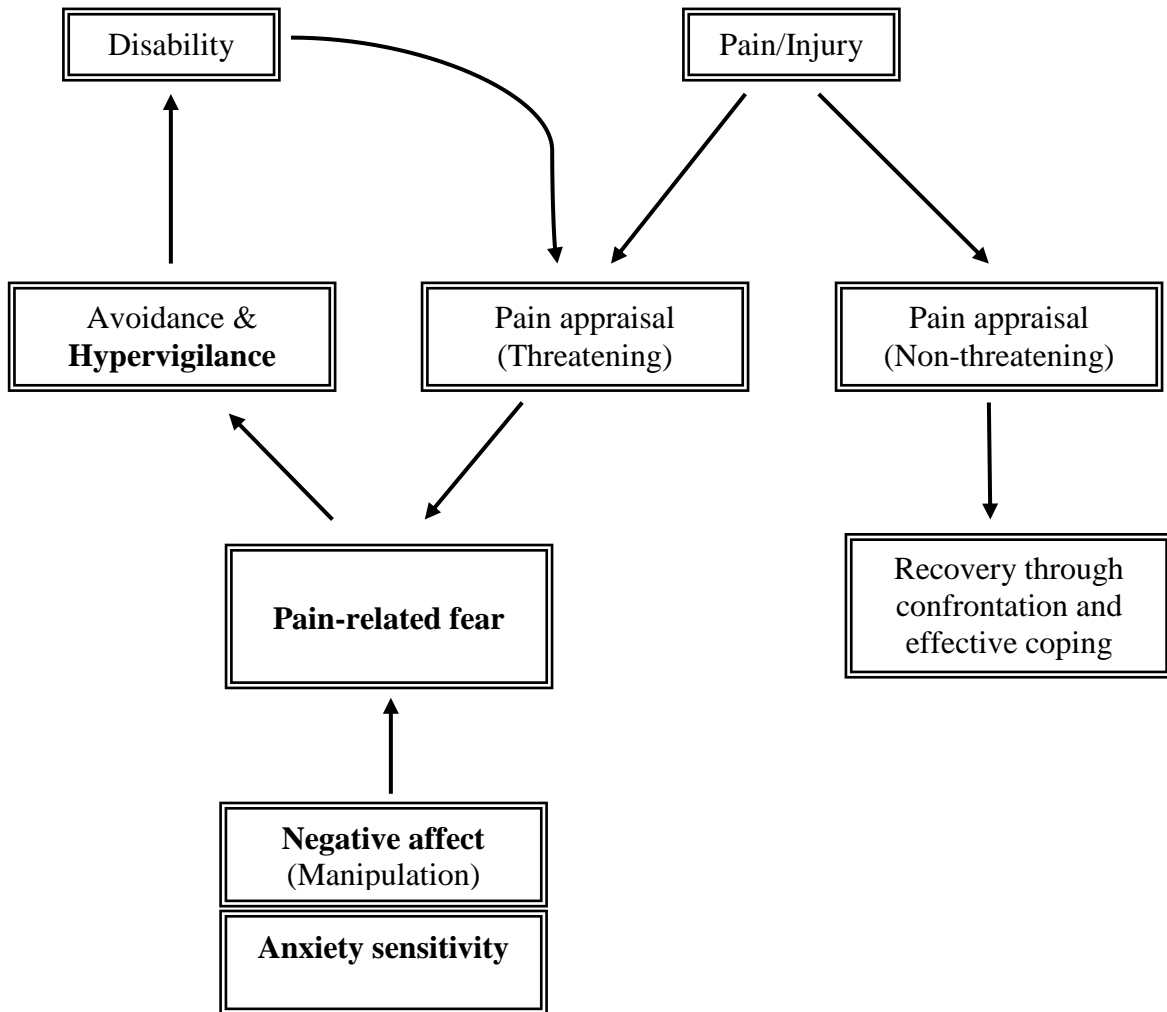 Disability
Pain/Injury
Avoidance &
Hypervigilance
Pain appraisal
(Threatening)
Pain appraisal
(Non-threatening)
Pain-related fear
Recovery through
confrontation and
effective coping
Negative affect
(Manipulation)
Anxiety sensitivity